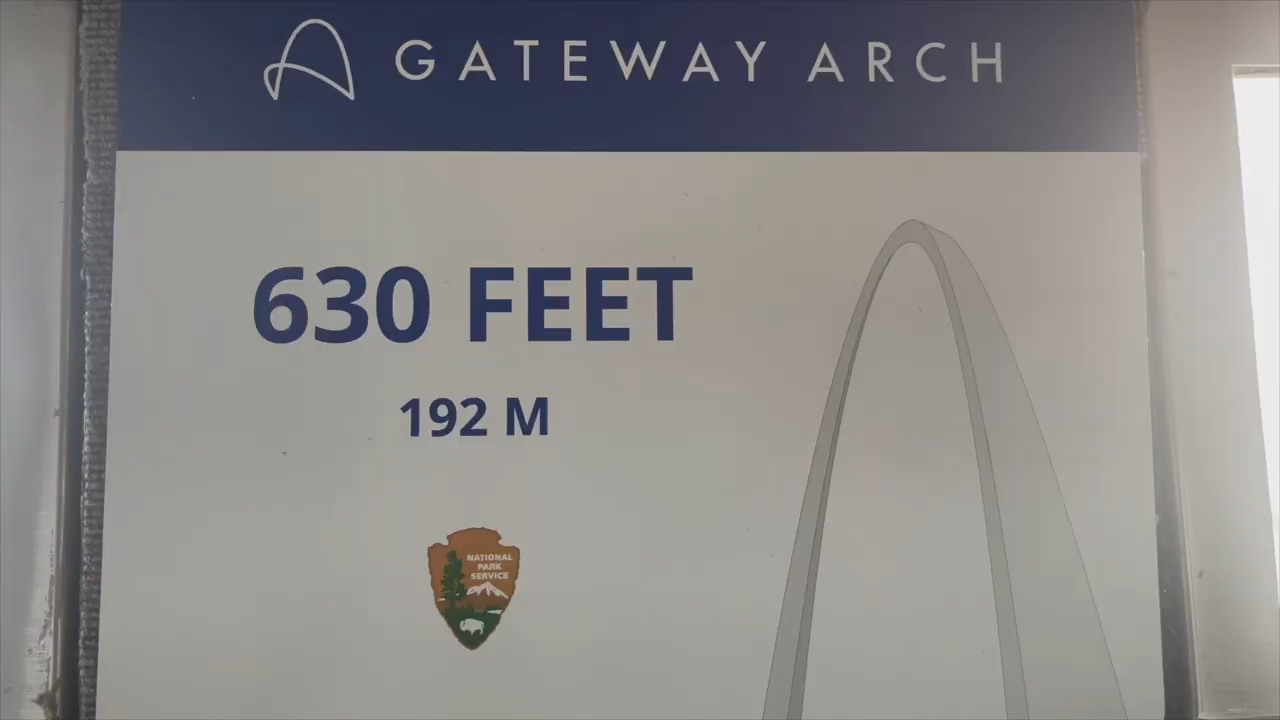 GATEWAY ARCH
630 FEET
192 M
NATIONAL
PARK
SERVICE